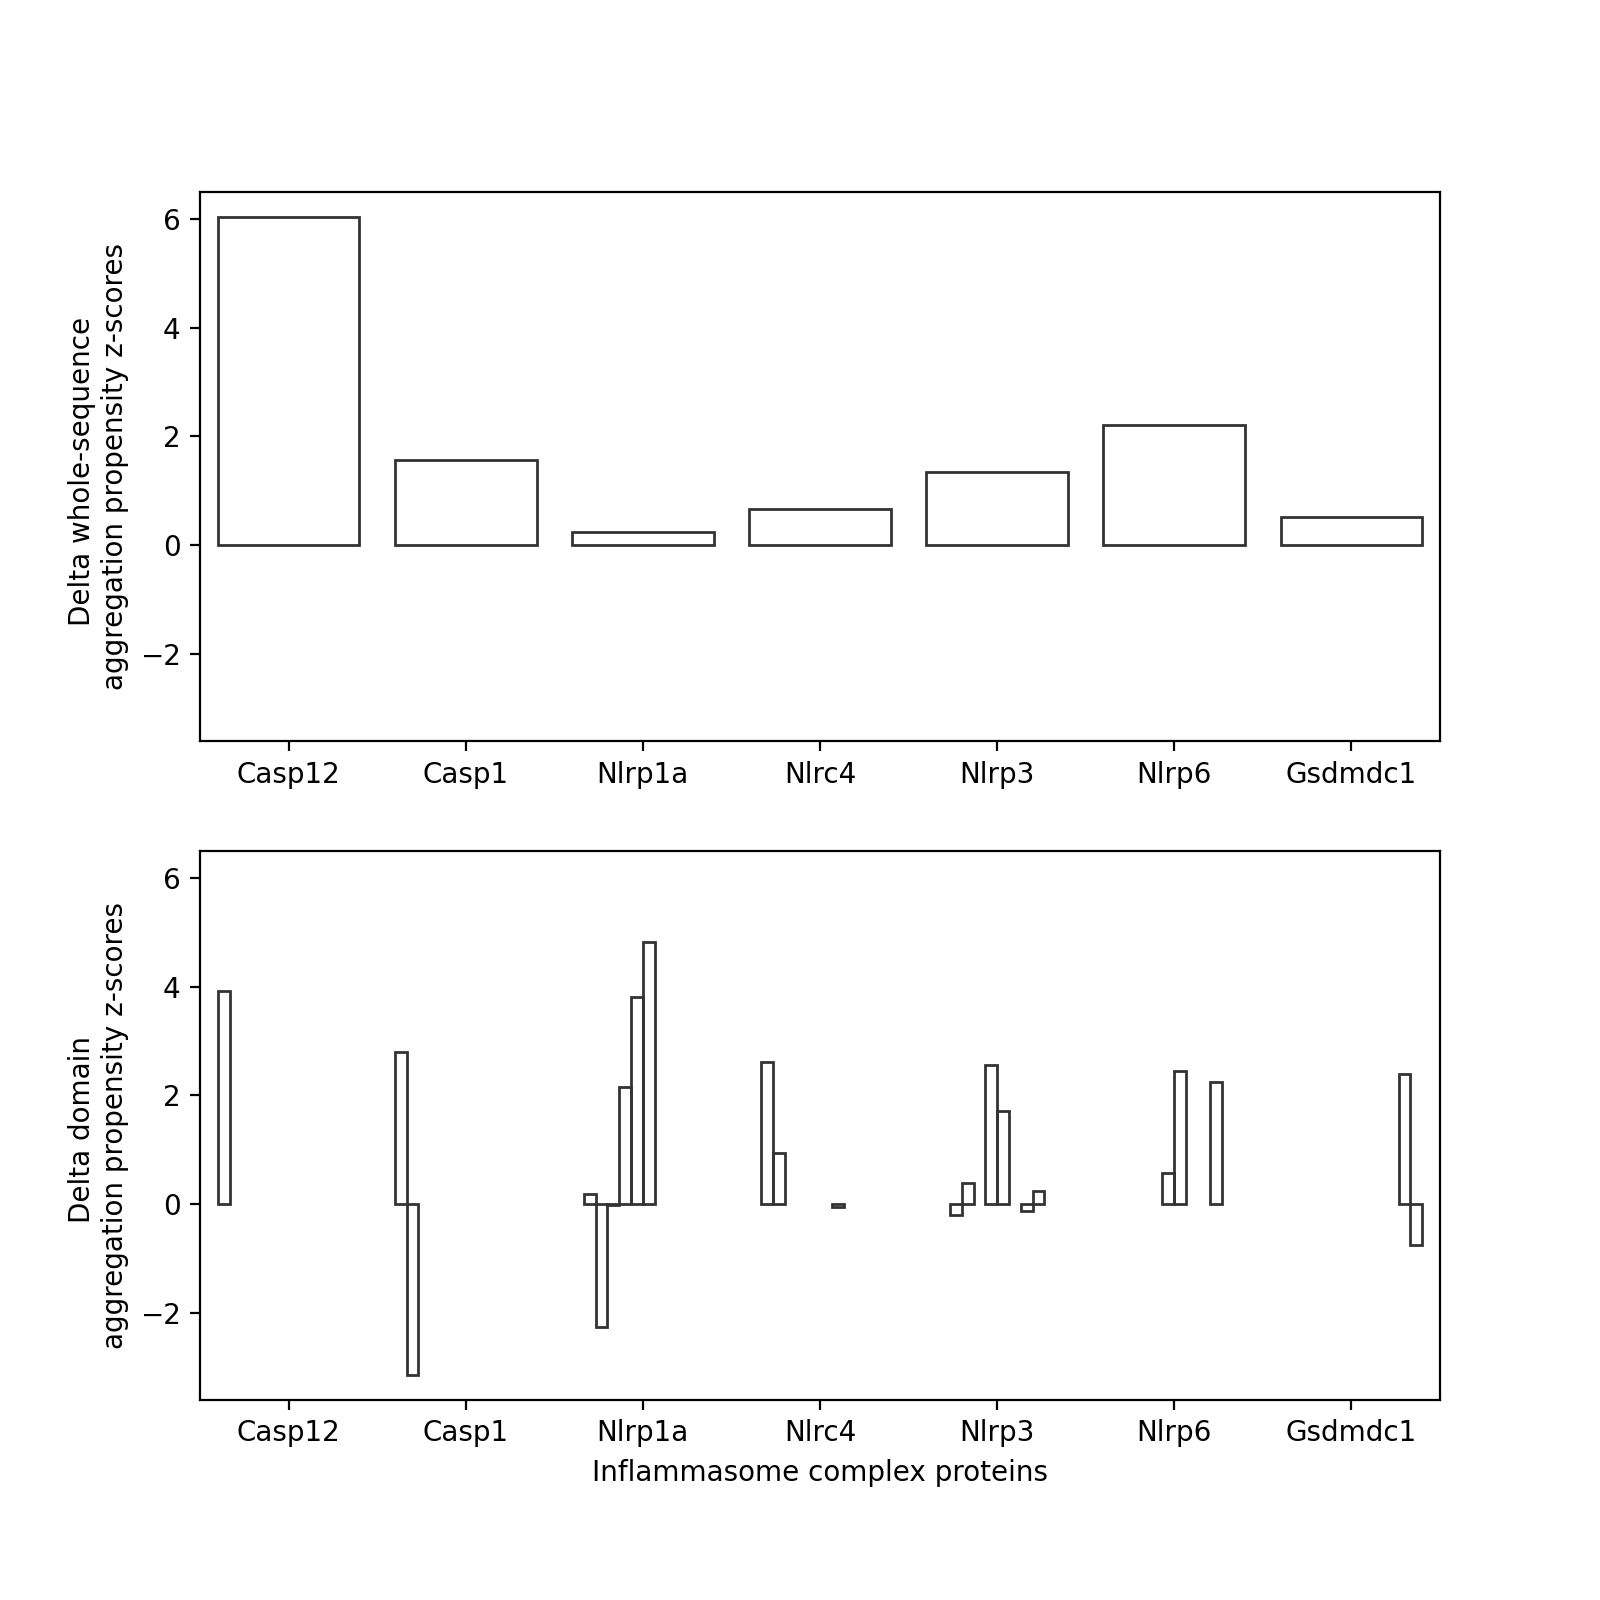 Delta whole-sequence
aggregation propensity z-scores
6
4
2
0
−2
Casp12 Casp1 Nlrp1a Nlrc4 Nlrp3 Nlrp6 Gsdmdc1
Delta domain
aggregation propensity z-scores
6
4
2
0
−2
Casp12 Casp1 Nlrp1a Nlrc4 Nlrp3 Nlrp6 Gsdmdc1
Inflammasome complex proteins